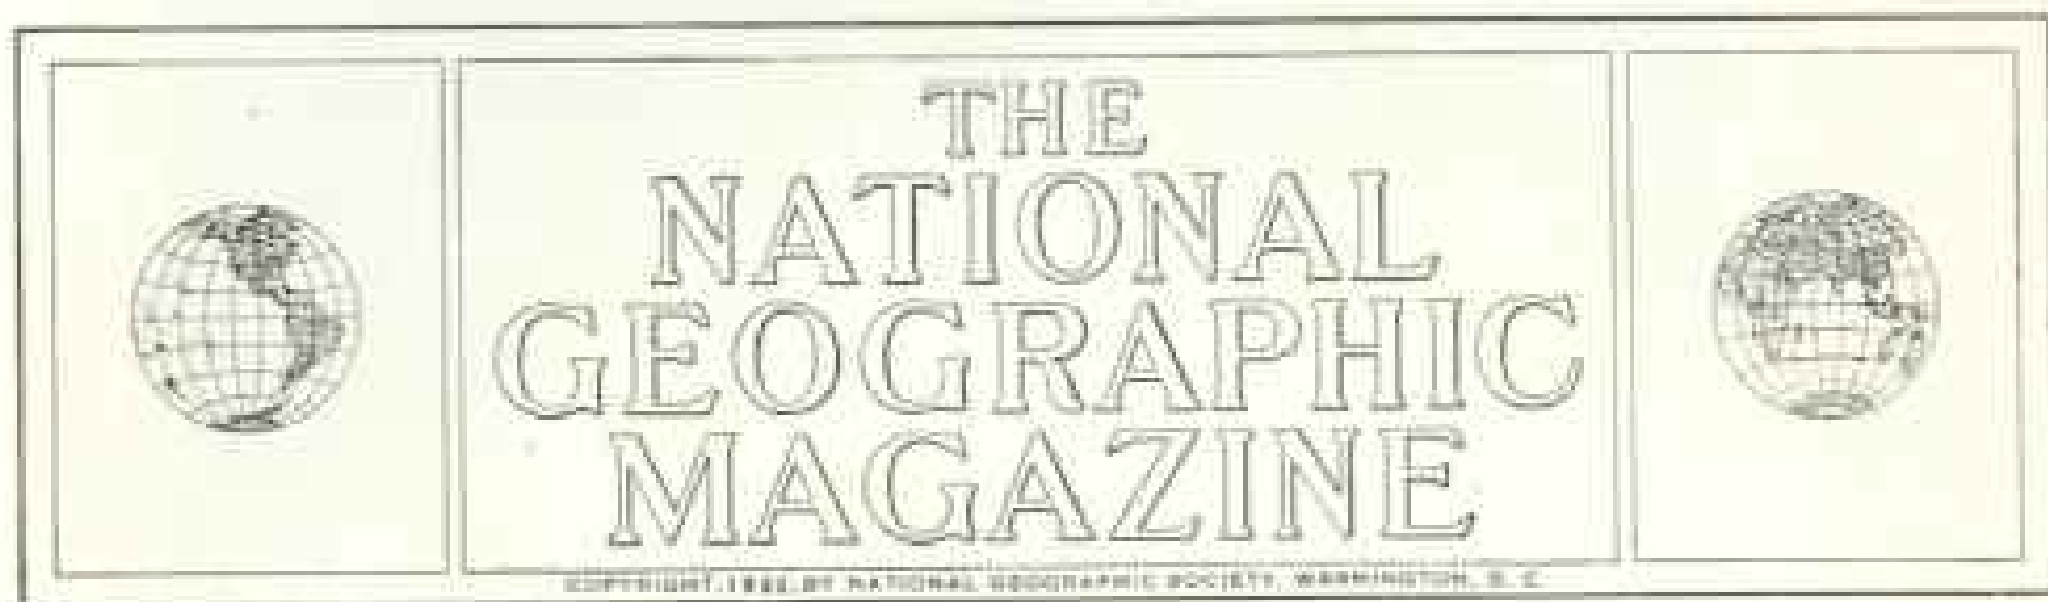 THE
NATIONAL
GEOGRAPHIC
MAGAZINE
COPYRIGHT, BY NATIONAL GEOGRAPHIC SOCIETY, WASHINGTON, D. C.